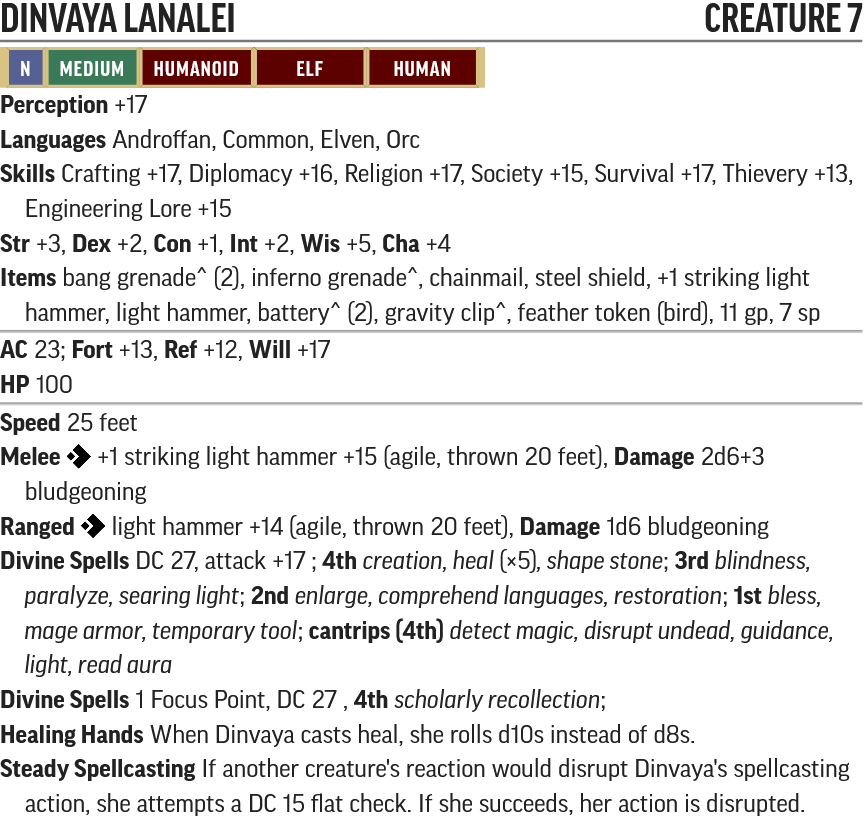 DINVAYA LANALEI CREATURE 7
N MEDIUM HUMANOID ELF HUMAN
Perception +17
Languages Androffan, Common, Elven, Orc
Skills Crafting +17, Diplomacy +16, Religion +17, Society +15, Survival +17, Thievery +13,
Engineering Lore +15
Str +3, Dex +2, Con +1, Int +2, Wis +5, Cha +4
Items bang grenade^ (2), inferno grenade^, chainmail, steel shield, +1 striking light
hammer, light hammer, battery^ (2), gravity clip^, feather token (bird), 11 gp, 7 sp
AC 23; Fort +13, Ref +12, Will +17
HP 100
Speed 25 feet
Melee ◆ +1 striking light hammer +15 (agile, thrown 20 feet), Damage 2d6+3
bludgeoning
Ranged ◆ light hammer +14 (agile, thrown 20 feet), Damage 1d6 bludgeoning
Divine Spells DC 27, attack +17 ; 4th creation, heal (×5), shape stone; 3rd blindness,
paralyze, searing light; 2nd enlarge, comprehend languages, restoration; 1st bless,
mage armor, temporary tool; cantrips (4th) detect magic, disrupt undead, guidance,
light, read aura
Divine Spells 1 Focus Point, DC 27 , 4th scholarly recollection;
Healing Hands When Dinvaya casts heal, she rolls d10s instead of d8s.
Steady Spellcasting If another creature's reaction would disrupt Dinvaya's spellcasting
action, she attempts a DC 15 flat check. If she succeeds, her action is disrupted.